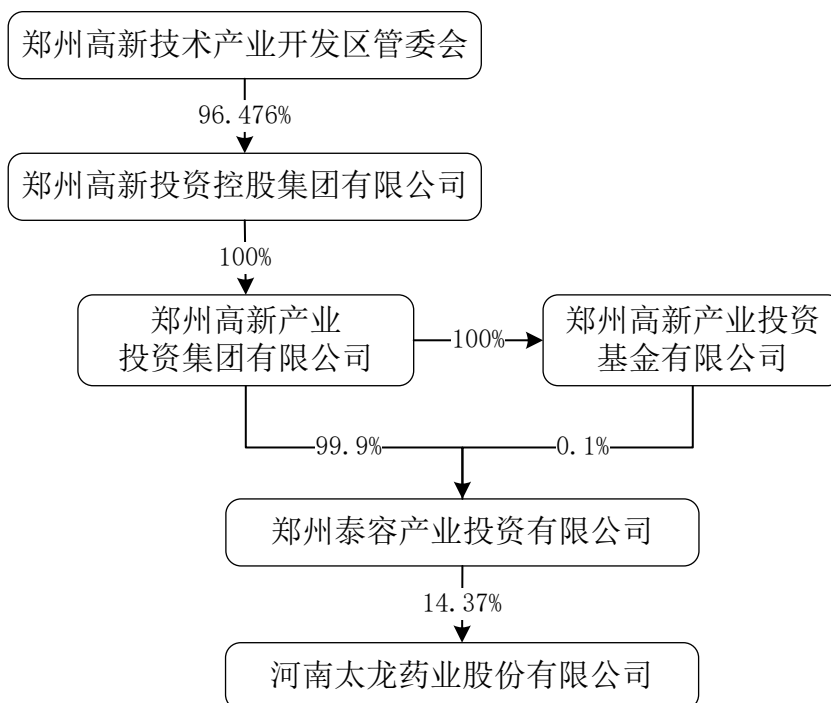 郑州高新技术产业开发区管委会
96.476%
郑州高新投资控股集团有限公司
100%
郑州高新产业
投资集团有限公司
100%
郑州高新产业投资
基金有限公司
99.9%
0.1%
郑州泰容产业投资有限公司
14.37%
河南太龙药业股份有限公司